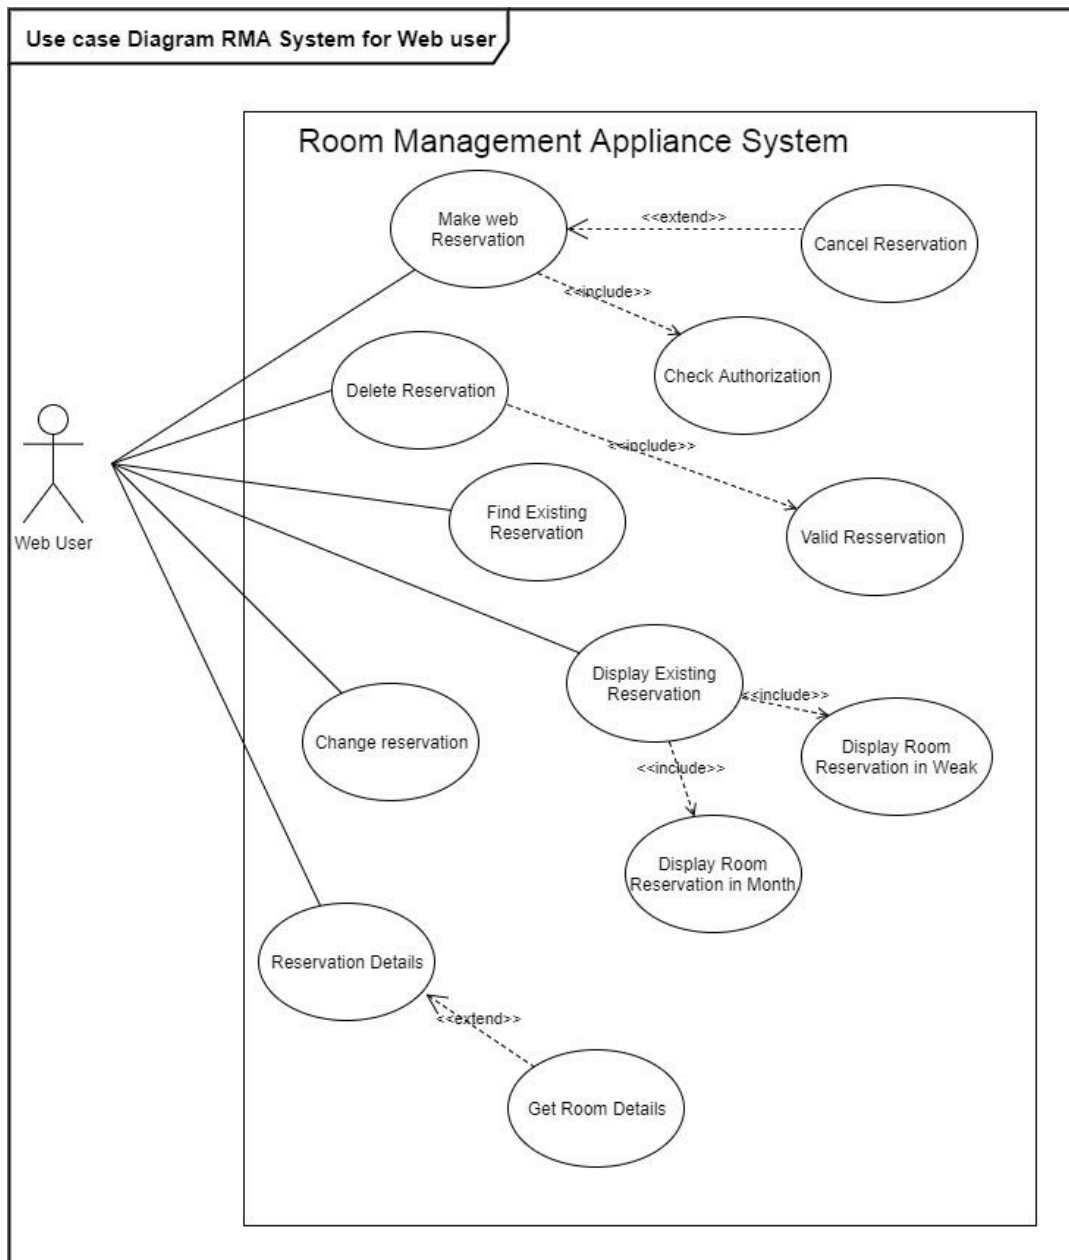 Use case Diagram RMA System for Web user
Room Management Appliance System
Make web
Reservation
<<extend>>
Cancel Reservation
<<include>>
Check Authorization
Delete Reservation
<<include>>
Valid Resservation
Find Existing
Reservation
Web User
Display Existing
Reservation
<<include>>
Display Room
Reservation in Weak
<<include>>
Display Room
Reservation in Month
Change reservation
Reservation Details
<<extend>>
Get Room Details